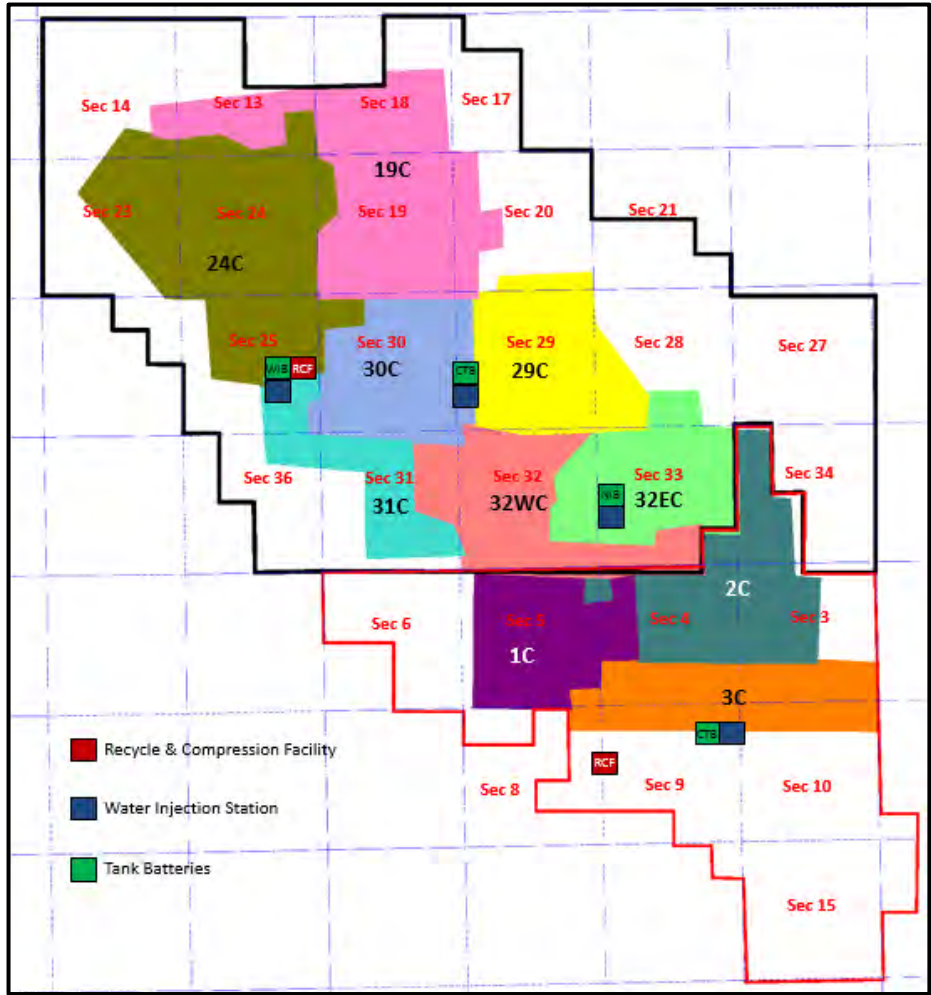 Sec 14
Sec 13
Sec 18
Sec 17
19C
Sec 23
Sec 24
Sec 19
Sec 20
Sec 21
24C
Sec 25
Sec 30
Sec 29
Sec 28
Sec 27
WIB
RCF
30C
CTB
29C
Sec 36
Sec 31
Sec 32
Sec 33
Sec 34
31C
32WC
32EC
2C
Sec 6
Sec 5
Sec 4
Sec 3
1C
3C
CTB
Recycle & Compression Facility
RCF
Sec 8
Sec 9
Sec 10
Water Injection Station
Tank Batteries
Sec 15